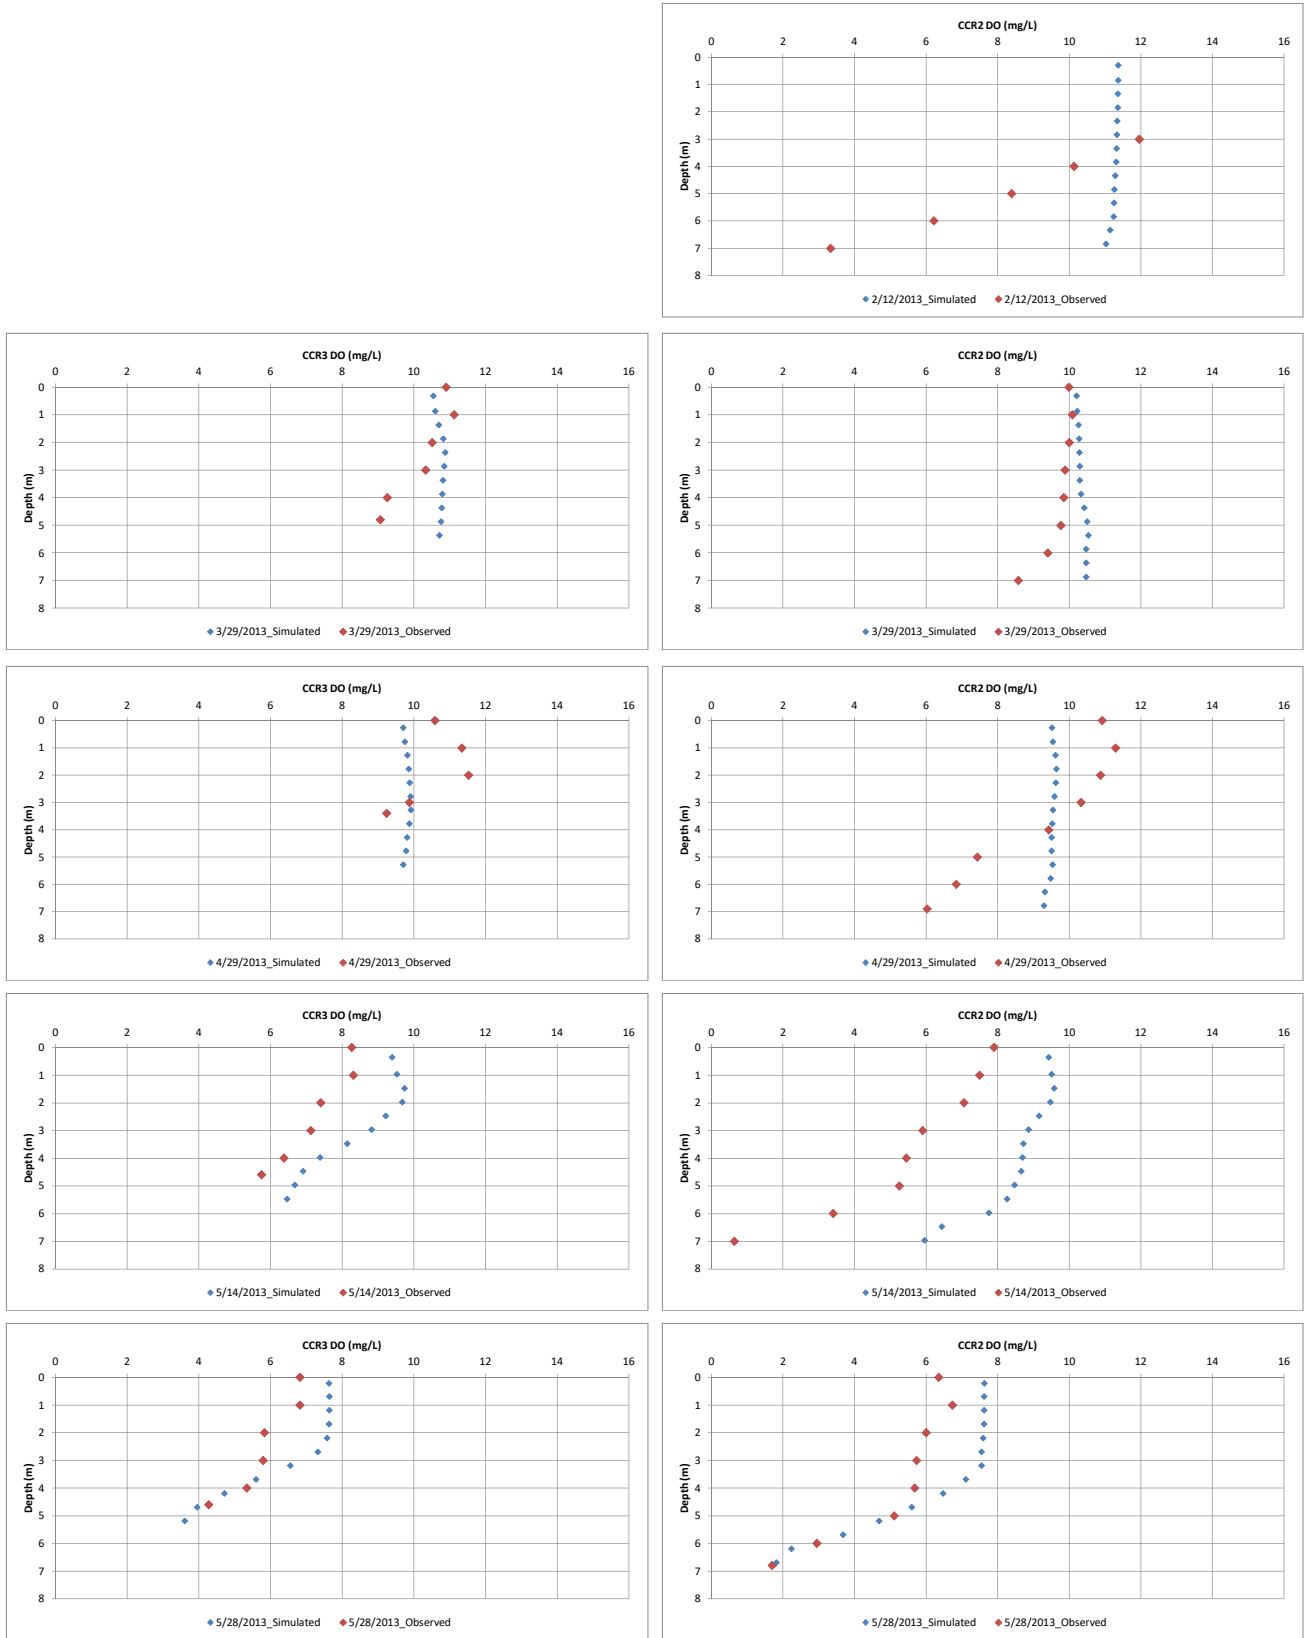 CCR2 DO (mg/L)
0 2 4 6 8 10 12 14 16
0
1
2
3
4
5
6
7
8
Depth (m)
2/12/2013_Simulated 2/12/2013_Observed
CCR3 DO (mg/L)
0 2 4 6 8 10 12 14 16
0
1
2
3
4
5
6
7
8
Depth (m)
3/29/2013_Simulated 3/29/2013_Observed
CCR2 DO (mg/L)
0 2 4 6 8 10 12 14 16
0
1
2
3
4
5
6
7
8
Depth (m)
3/29/2013_Simulated 3/29/2013_Observed
CCR3 DO (mg/L)
0 2 4 6 8 10 12 14 16
0
1
2
3
4
5
6
7
8
Depth (m)
4/29/2013_Simulated 4/29/2013_Observed
CCR2 DO (mg/L)
0 2 4 6 8 10 12 14 16
0
1
2
3
4
5
6
7
8
Depth (m)
4/29/2013_Simulated 4/29/2013_Observed
CCR3 DO (mg/L)
0 2 4 6 8 10 12 14 16
0
1
2
3
4
5
6
7
8
Depth (m)
5/14/2013_Simulated 5/14/2013_Observed
CCR2 DO (mg/L)
0 2 4 6 8 10 12 14 16
0
1
2
3
4
5
6
7
8
Depth (m)
5/14/2013_Simulated 5/14/2013_Observed
CCR3 DO (mg/L)
0 2 4 6 8 10 12 14 16
0
1
2
3
4
5
6
7
8
Depth (m)
5/28/2013_Simulated 5/28/2013_Observed
CCR2 DO (mg/L)
0 2 4 6 8 10 12 14 16
0
1
2
3
4
5
6
7
8
Depth (m)
5/28/2013_Simulated 5/28/2013_Observed